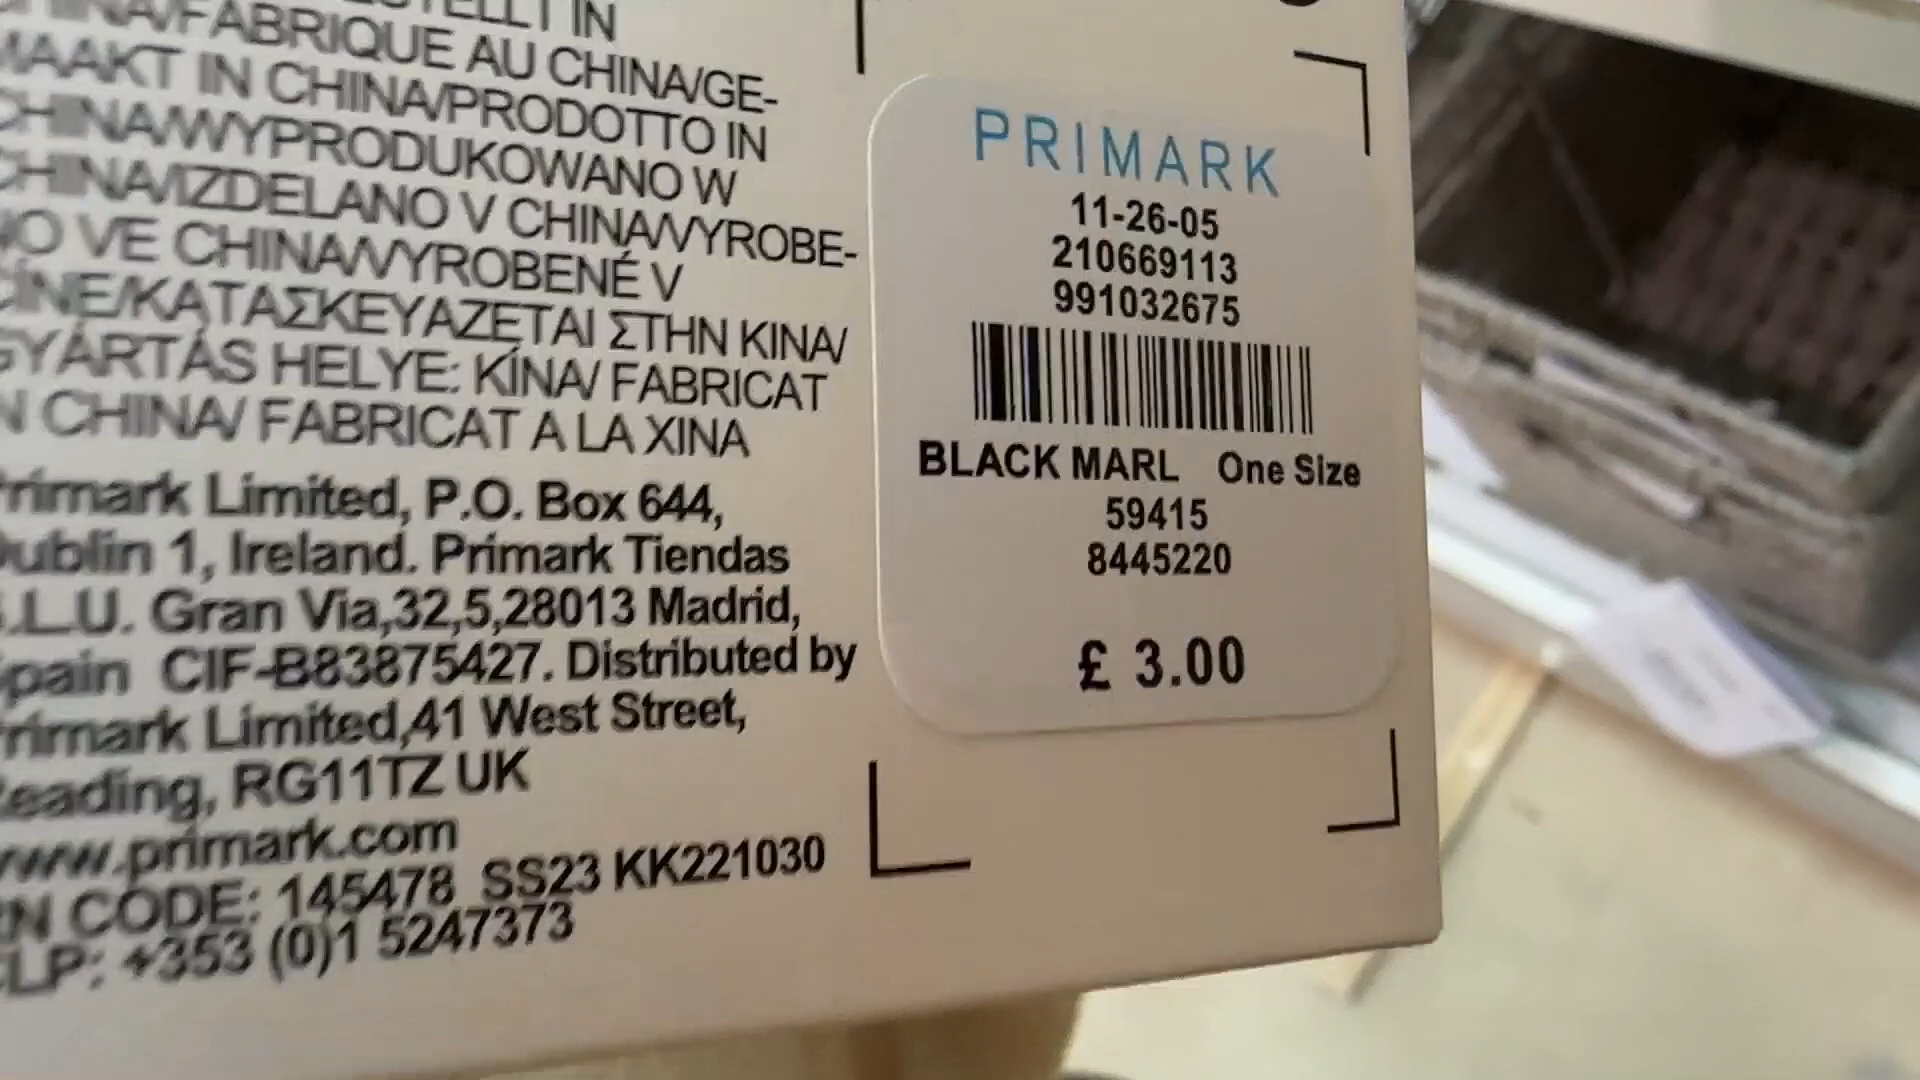 IN
/FABRIQUE AU CHINA/GE-
MAAKT IN CHINA/PRODOTTO IN
CHINA/WYPRODUKOWANO W
CHINA/IZDELANO V CHINA/VYROBE-
NO VE CHINA/VYROBENÉ V
ČÍNE/ΚΑΤΑΣΚΕΥΑΖΕΤΑΙ ΣΤΗΝ ΚΙΝΑ/
GYÁRTÁS HELYE: KÍNA/ FABRICAT
N CHINA/ FABRICAT A LA XINA
Primark Limited, P.O. Box 644,
Dublin 1, Ireland. Primark Tiendas
S.L.U. Gran Via,32,5,28013 Madrid,
Spain CIF-B83875427. Distributed by
Primark Limited,41 West Street,
Reading, RG11TZ UK
www.primark.com
RN CODE: 145478 SS23 KK221030
ELP: +353 (0)1 5247373
PRIMARK
11-26-05
210669113
991032675
BLACK MARL One Size
59415
8445220
£ 3.00